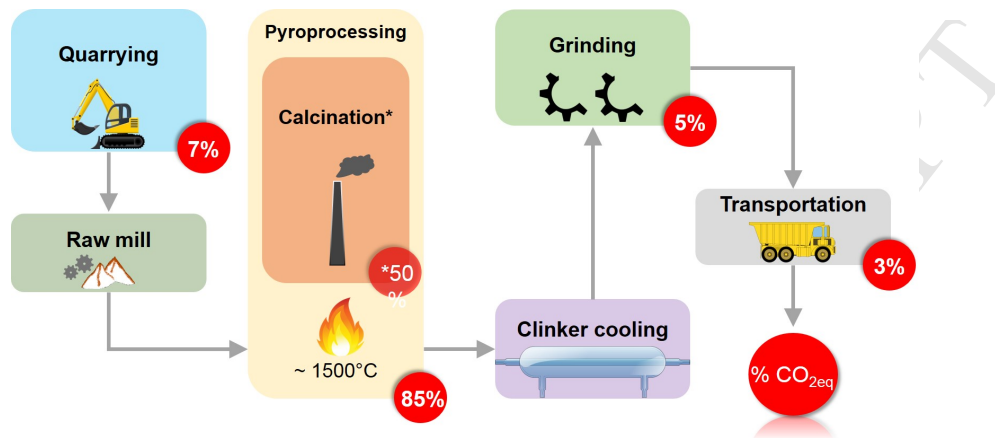 Quarrying
7%
Raw mill
Pyroprocessing
Calcination*
*50
%
~ 1500°C
85%
Grinding
5%
Clinker cooling
Transportation
3%
% CO₂eq